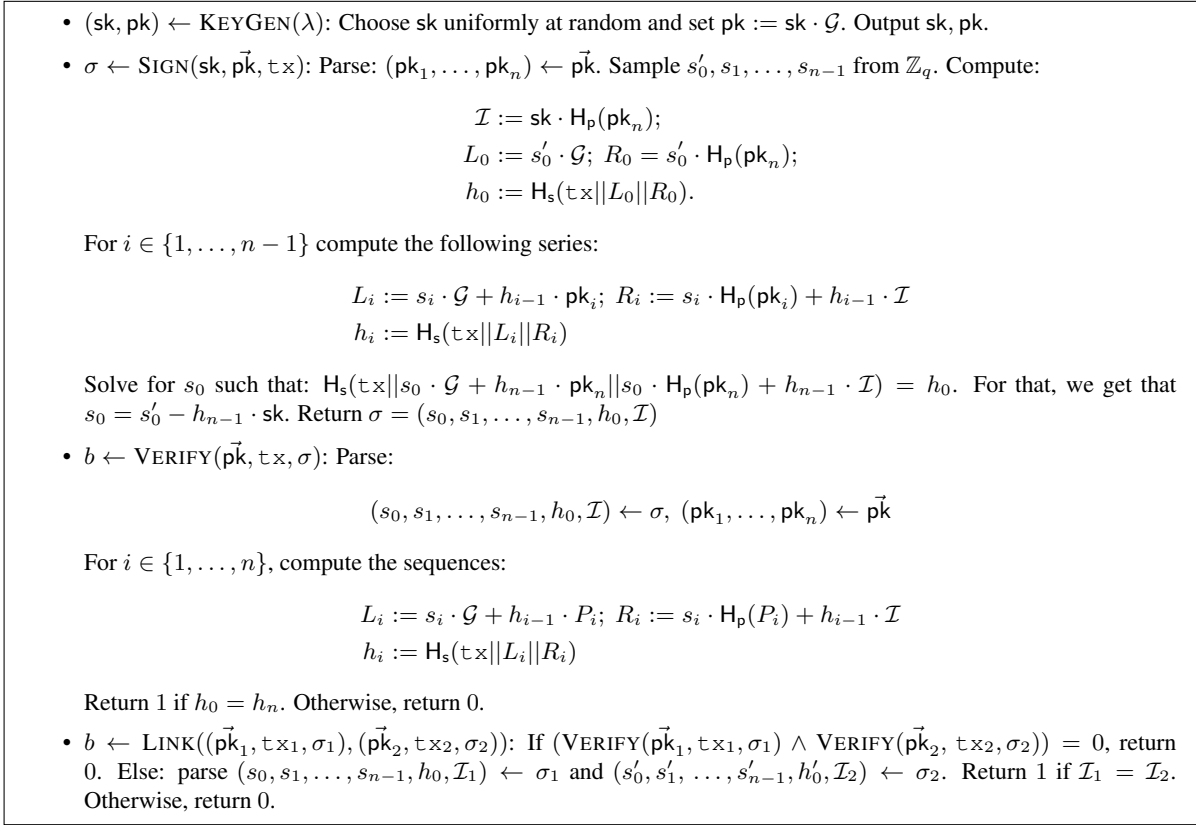 • (sk, pk) ← KEYGEN(λ): Choose sk uniformly at random and set pk := sk · 𝒢. Output sk, pk.
• σ ← SIGN(sk, p⃗k, tx): Parse: (pk₁, . . . , pkₙ) ← p⃗k. Sample s′₀, s₁, . . . , sₙ₋₁ from ℤ_q. Compute:
ℐ := sk · Hₚ(pkₙ);
L₀ := s′₀ · 𝒢; R₀ = s′₀ · Hₚ(pkₙ);
h₀ := Hₛ(tx||L₀||R₀).
For i ∈ {1, . . . , n − 1} compute the following series:
Lᵢ := sᵢ · 𝒢 + hᵢ₋₁ · pkᵢ; Rᵢ := sᵢ · Hₚ(pkᵢ) + hᵢ₋₁ · ℐ
hᵢ := Hₛ(tx||Lᵢ||Rᵢ)
Solve for s₀ such that: Hₛ(tx||s₀ · 𝒢 + hₙ₋₁ · pkₙ||s₀ · Hₚ(pkₙ) + hₙ₋₁ · ℐ) = h₀. For that, we get that
s₀ = s′₀ − hₙ₋₁ · sk. Return σ = (s₀, s₁, . . . , sₙ₋₁, h₀, ℐ)
• b ← VERIFY(p⃗k, tx, σ): Parse:
(s₀, s₁, . . . , sₙ₋₁, h₀, ℐ) ← σ, (pk₁, . . . , pkₙ) ← p⃗k
For i ∈ {1, . . . , n}, compute the sequences:
Lᵢ := sᵢ · 𝒢 + hᵢ₋₁ · Pᵢ; Rᵢ := sᵢ · Hₚ(Pᵢ) + hᵢ₋₁ · ℐ
hᵢ := Hₛ(tx||Lᵢ||Rᵢ)
Return 1 if h₀ = hₙ. Otherwise, return 0.
• b ← LINK((p⃗k₁, tx₁, σ₁), (p⃗k₂, tx₂, σ₂)): If (VERIFY(p⃗k₁, tx₁, σ₁) ∧ VERIFY(p⃗k₂, tx₂, σ₂)) = 0, return
0. Else: parse (s₀, s₁, . . . , sₙ₋₁, h₀, ℐ₁) ← σ₁ and (s′₀, s′₁, . . . , s′ₙ₋₁, h′₀, ℐ₂) ← σ₂. Return 1 if ℐ₁ = ℐ₂.
Otherwise, return 0.